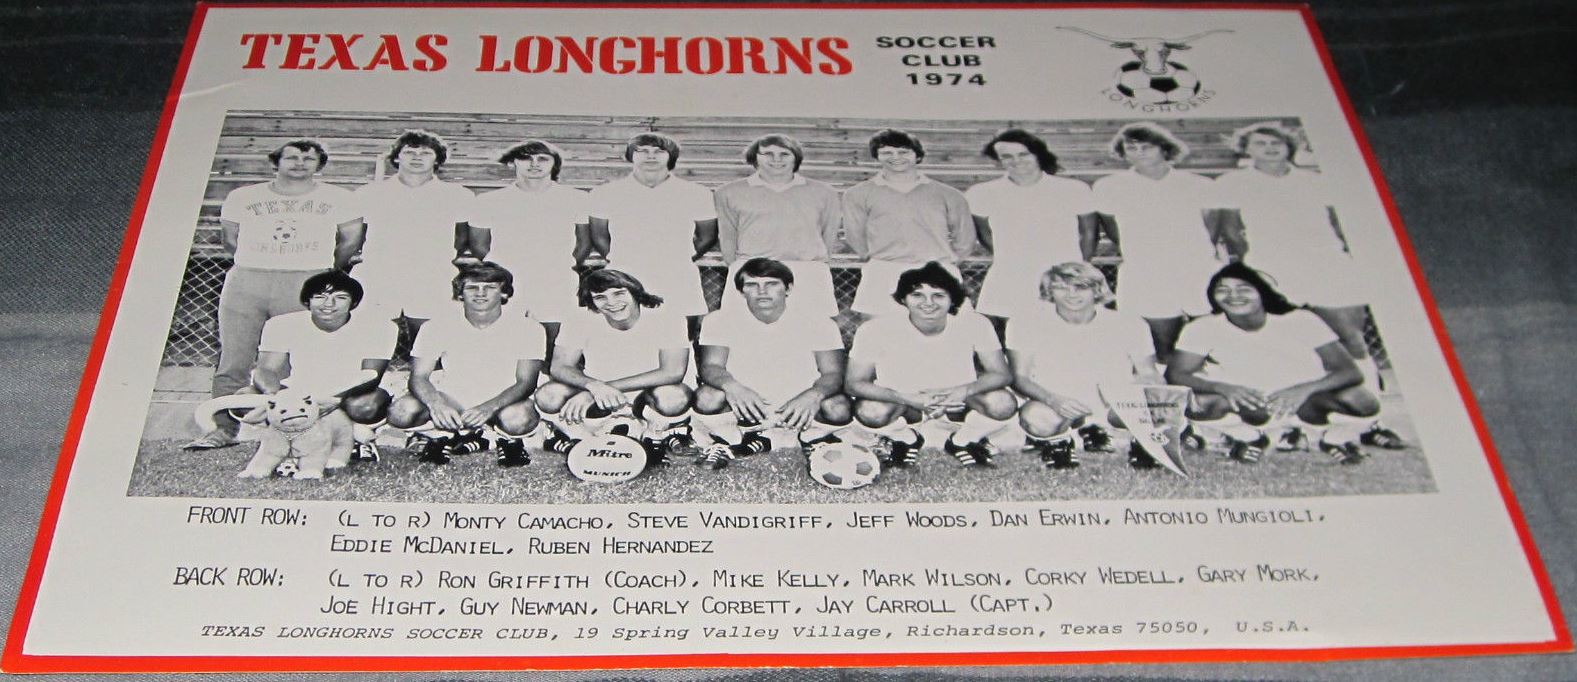 TEXAS LONGHORNS
SOCCER
CLUB
1974
LONGHORNS
TEXAS
Mitre
MUNICH
FRONT ROW: (L TO R) MONTY CAMACHO, STEVE VANDIGRIFF, JEFF WOODS, DAN ERWIN, ANTONIO MUNGIOLI,
EDDIE MCDANIEL, RUBEN HERNANDEZ
BACK ROW: (L TO R) RON GRIFFITH (COACH), MIKE KELLY, MARK WILSON, CORKY WEDELL, GARY MORK,
JOE HIGHT, GUY NEWMAN, CHARLY CORBETT, JAY CARROLL (CAPT.)
TEXAS LONGHORNS SOCCER CLUB, 19 Spring Valley Village, Richardson, Texas 75050, U.S.A.